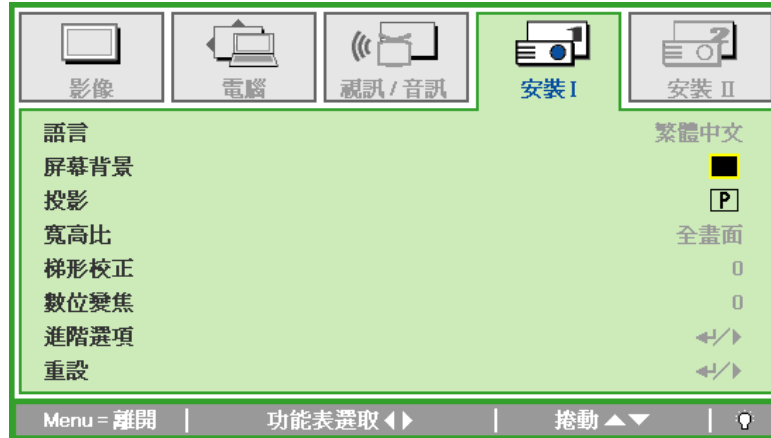 影像
電腦
視訊 / 音訊
安裝 I
安裝 II
語言 繁體中文
屏幕背景
投影 P
寬高比 全畫面
梯形校正 0
數位變焦 0
進階選項
重設
Menu = 離開 功能表選取 捲動